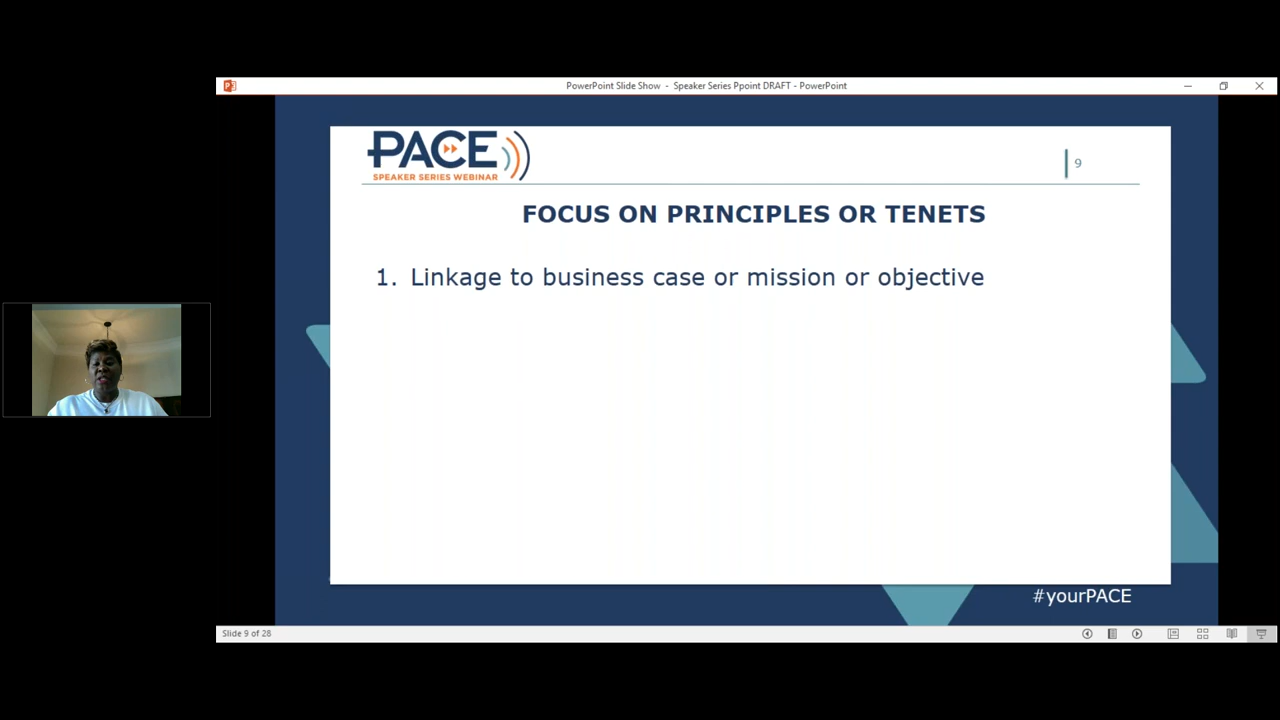 PowerPoint Slide Show - Speaker Series Ppoint DRAFT - PowerPoint
PACE
SPEAKER SERIES WEBINAR
9
FOCUS ON PRINCIPLES OR TENETS
1. Linkage to business case or mission or objective
#yourPACE
Slide 9 of 28